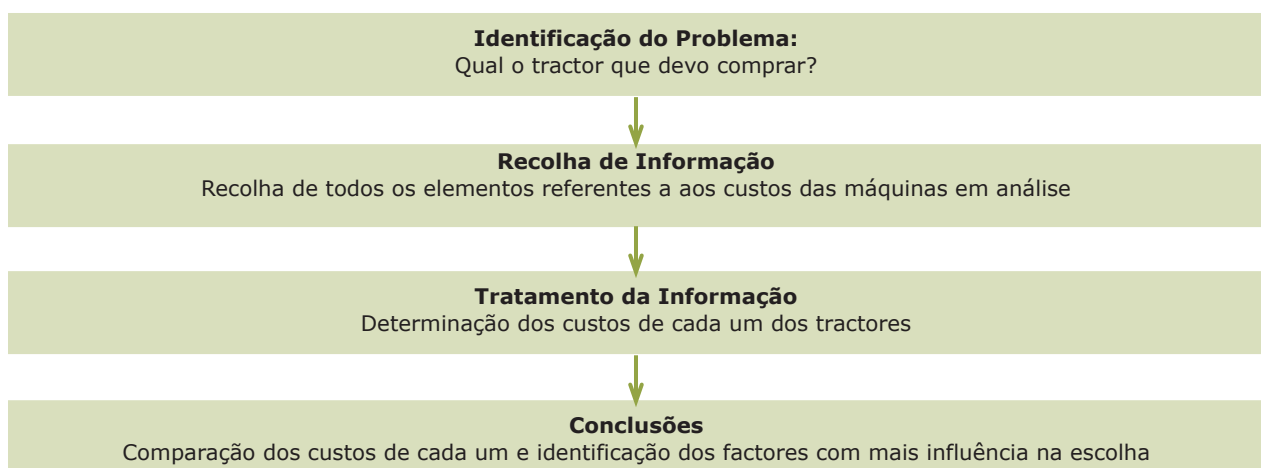 Identificação do Problema:
Qual o tractor que devo comprar?
Recolha de Informação
Recolha de todos os elementos referentes a aos custos das máquinas em análise
Tratamento da Informação
Determinação dos custos de cada um dos tractores
Conclusões
Comparação dos custos de cada um e identificação dos factores com mais influência na escolha